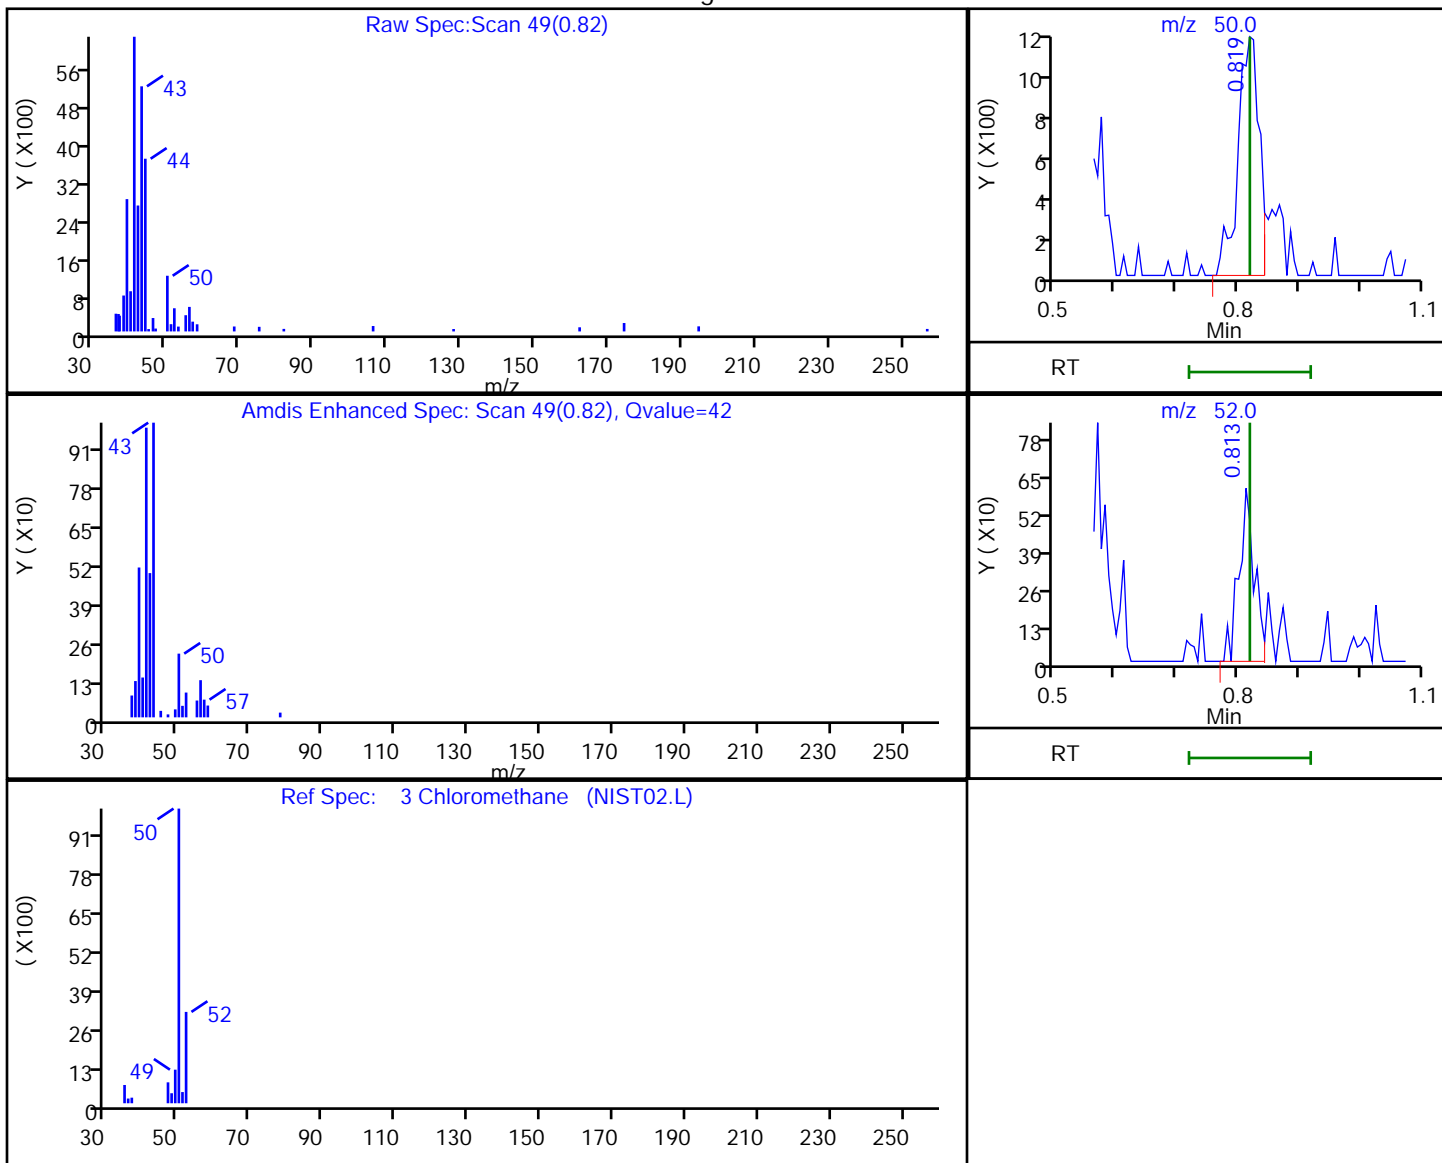 Raw Spec:Scan 49(0.82)
Y ( X100)
56
48
40
32
24
16
8
0
43
44
50
30 50 70 90 110 130 150 170 190 210 230 250
m/z
m/z 50.0
Y ( X100)
12
10
8
6
4
2
0
0.819
0.5 0.8 1.1
Min
RT
Amdis Enhanced Spec: Scan 49(0.82), Qvalue=42
Y ( X10)
91
78
65
52
39
26
13
0
43
50
57
30 50 70 90 110 130 150 170 190 210 230 250
m/z
m/z 52.0
Y ( X10)
78
65
52
39
26
13
0
0.813
0.5 0.8 1.1
Min
RT
Ref Spec: 3 Chloromethane (NIST02.L)
( X100)
91
78
65
52
39
26
13
0
50
52
49
30 50 70 90 110 130 150 170 190 210 230 250